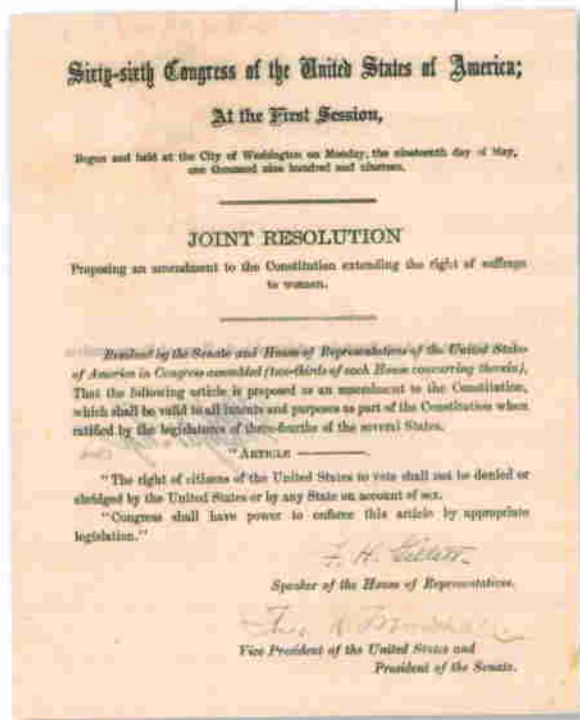 Sixty-sixth Congress of the United States of America;
At the First Session,
Begun and held at the City of Washington on Monday, the nineteenth day of May,
one thousand nine hundred and nineteen.
JOINT RESOLUTION
Proposing an amendment to the Constitution extending the right of suffrage
to women.
Resolved by the Senate and House of Representatives of the United States
of America in Congress assembled (two-thirds of each House concurring therein),
That the following article is proposed as an amendment to the Constitution,
which shall be valid to all intents and purposes as part of the Constitution when
ratified by the legislatures of three-fourths of the several States.
"ARTICLE ————.
"The right of citizens of the United States to vote shall not be denied or
abridged by the United States or by any State on account of sex.
"Congress shall have power to enforce this article by appropriate
legislation."
F. H. Gillett.
Speaker of the House of Representatives.
Tho. R. Marshall
Vice President of the United States and
President of the Senate.